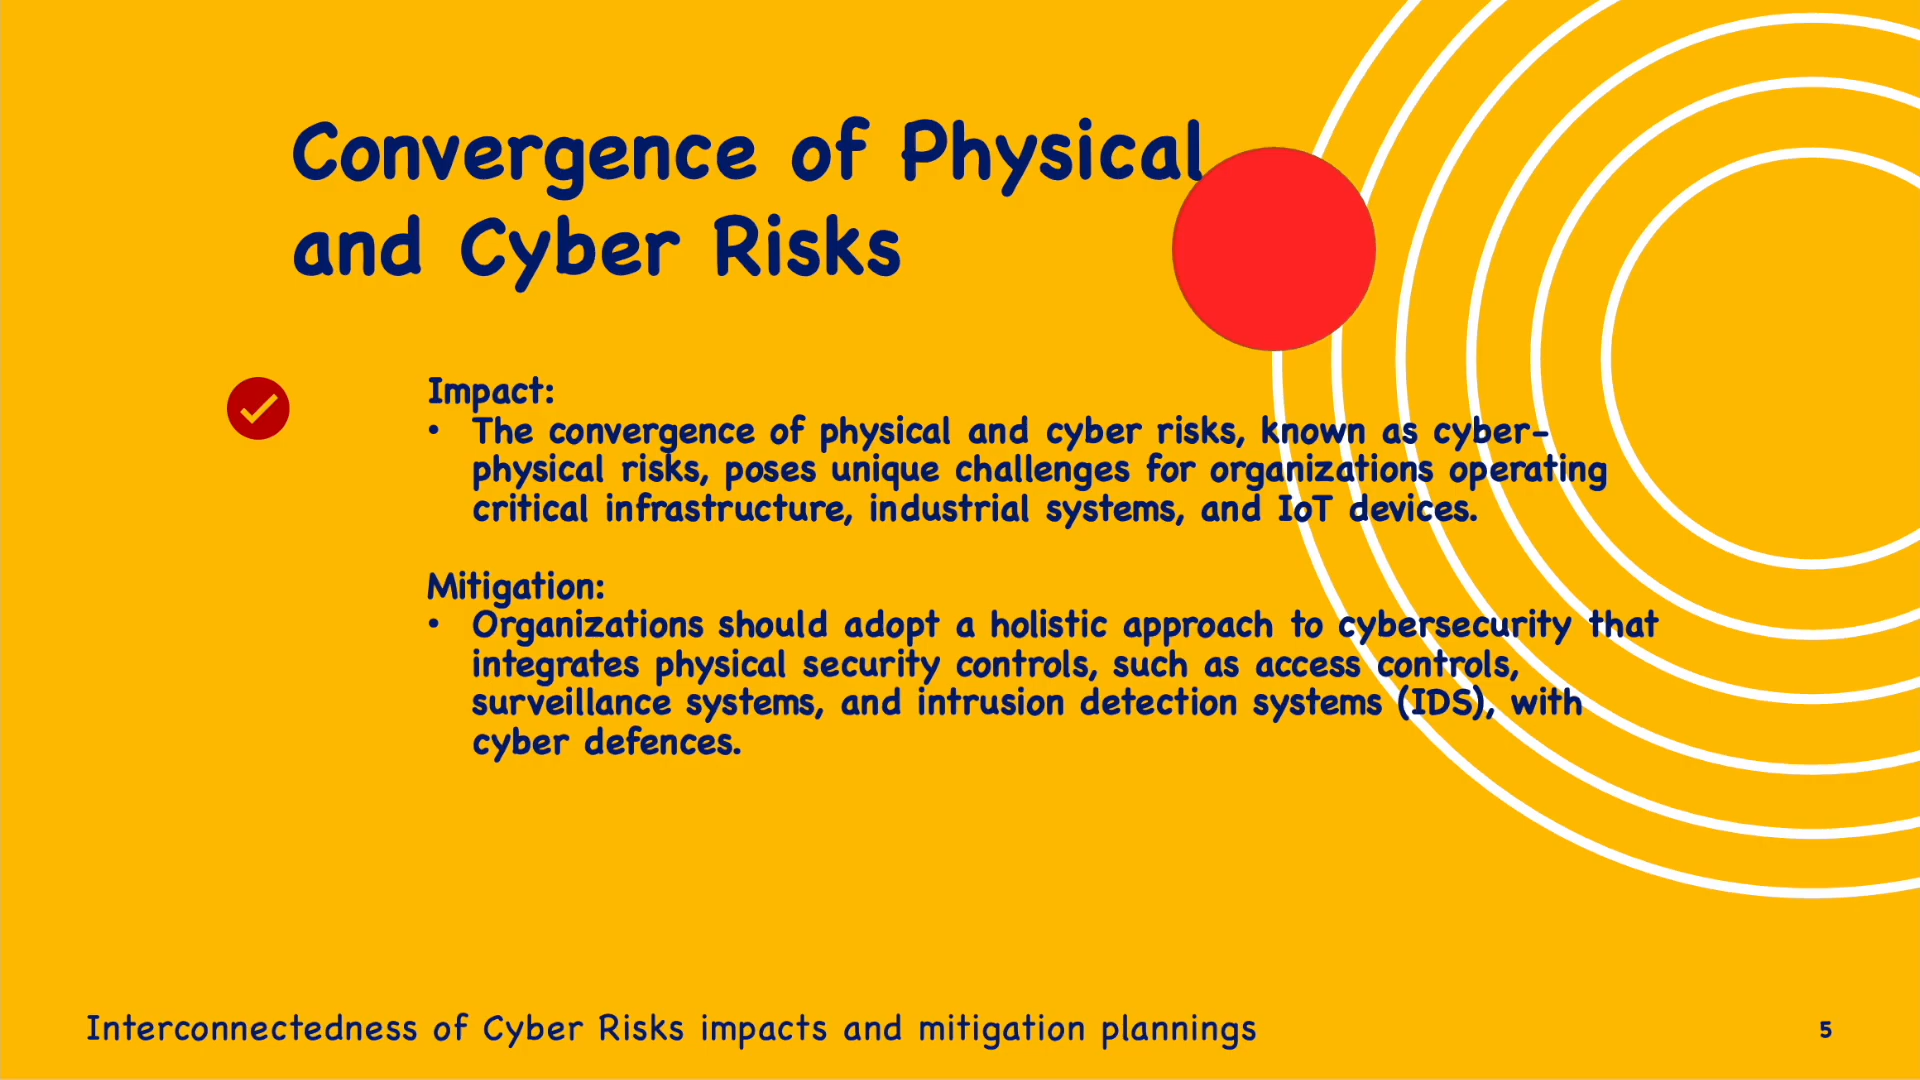 Convergence of Physical
and Cyber Risks
Impact:
• The convergence of physical and cyber risks, known as cyber-
physical risks, poses unique challenges for organizations operating
critical infrastructure, industrial systems, and IoT devices.
Mitigation:
• Organizations should adopt a holistic approach to cybersecurity that
integrates physical security controls, such as access controls,
surveillance systems, and intrusion detection systems (IDS), with
cyber defences.
Interconnectedness of Cyber Risks impacts and mitigation plannings
5